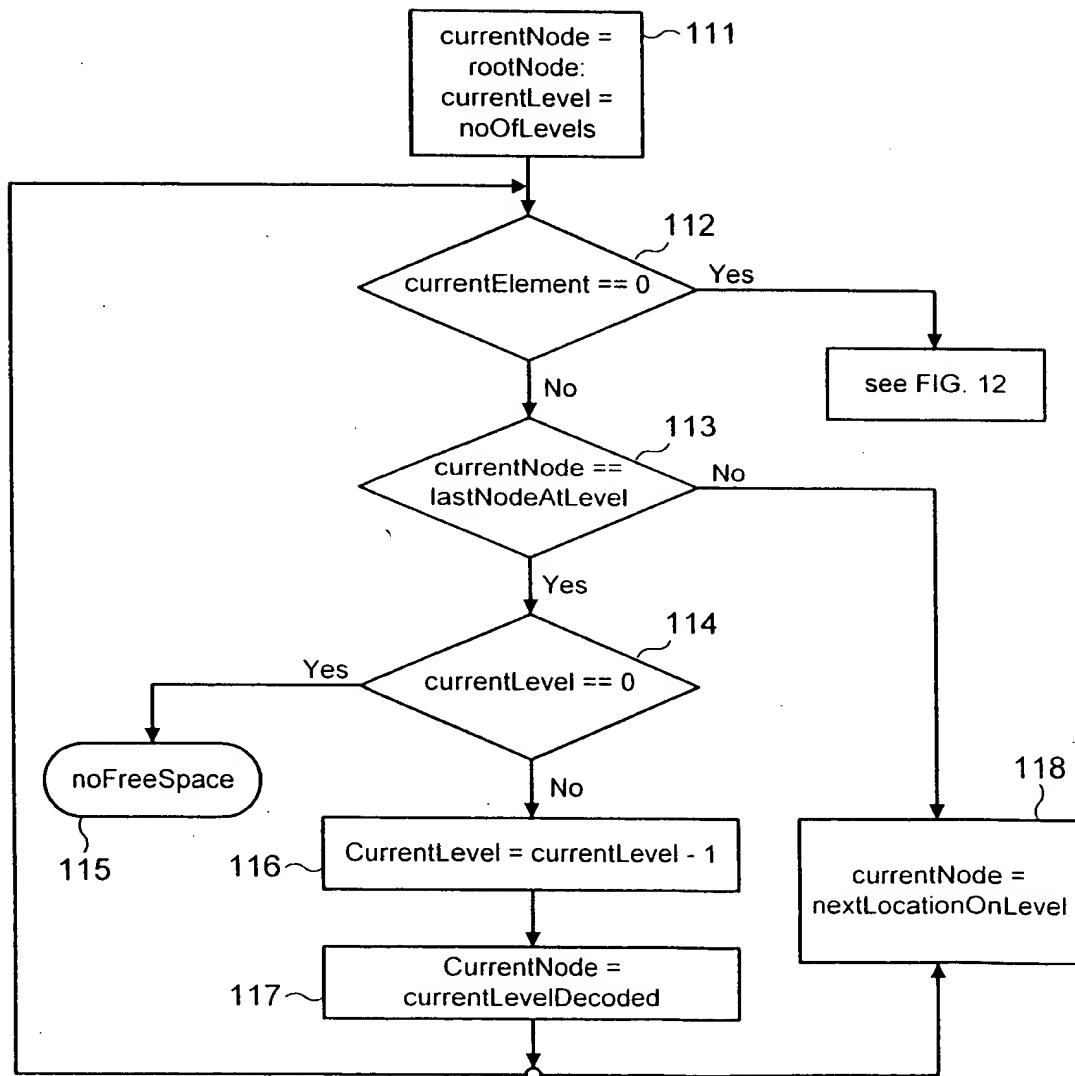 currentNode =
rootNode:
currentLevel =
noOfLevels
111
112
currentElement == 0
Yes
see FIG. 12
No
113
currentNode ==
lastNodeAtLevel
No
Yes
114
Yes
currentLevel == 0
noFreeSpace
115
No
116
CurrentLevel = currentLevel - 1
118
currentNode =
nextLocationOnLevel
117
CurrentNode =
currentLevelDecoded